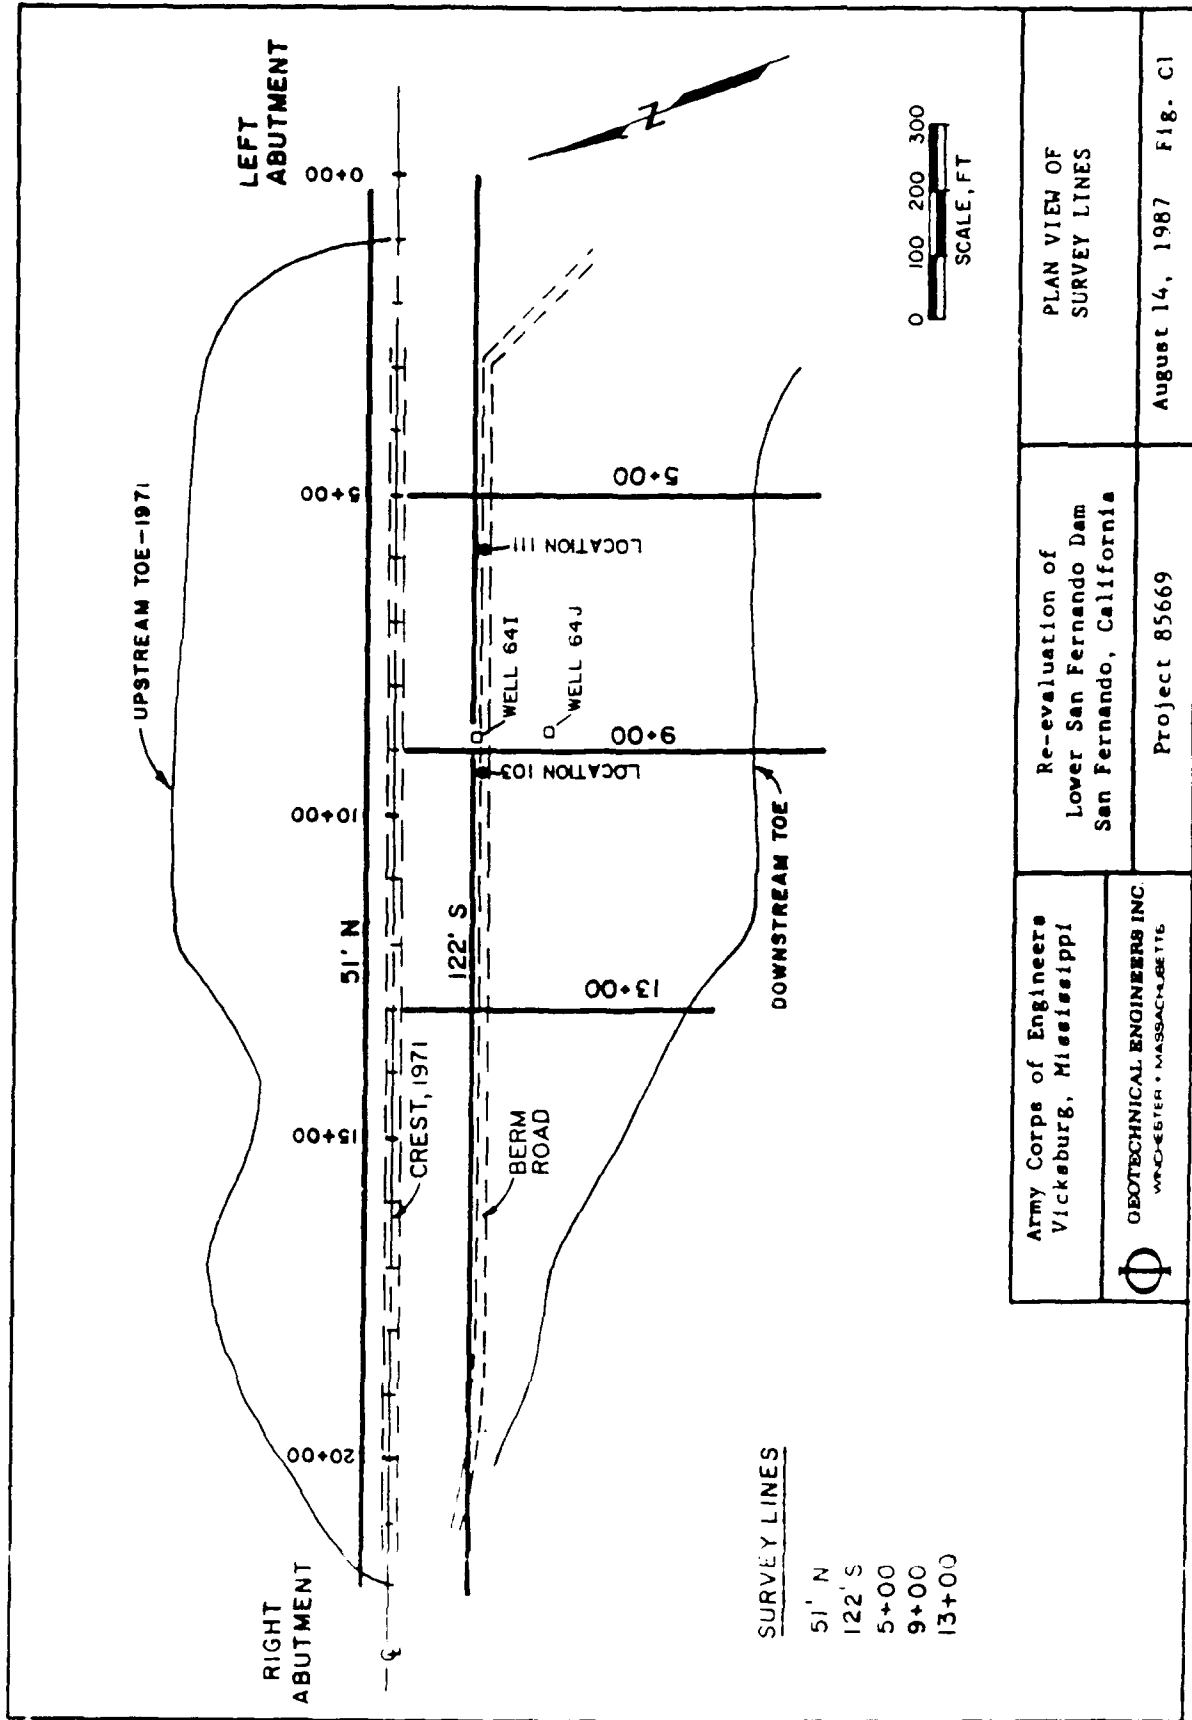 LEFT
ABUTMENT
UPSTREAM TOE-1971
0+00
5+00
10+00
15+00
20+00
51' N
122' S
CREST, 1971
BERM
ROAD
RIGHT
ABUTMENT
℄
5+00
LOCATION 111
WELL 64I
WELL 64J
9+00
LOCATION 103
13+00
DOWNSTREAM TOE
N
0 100 200 300
SCALE, FT
SURVEY LINES
51' N
122' S
5+00
9+00
13+00
Army Corps of Engineers
Vicksburg, Mississippi
GEOTECHNICAL ENGINEERS INC.
WINCHESTER • MASSACHUSETTS
Re-evaluation of
Lower San Fernando Dam
San Fernando, California
Project 85669
PLAN VIEW OF
SURVEY LINES
August 14, 1987 Fig. C1